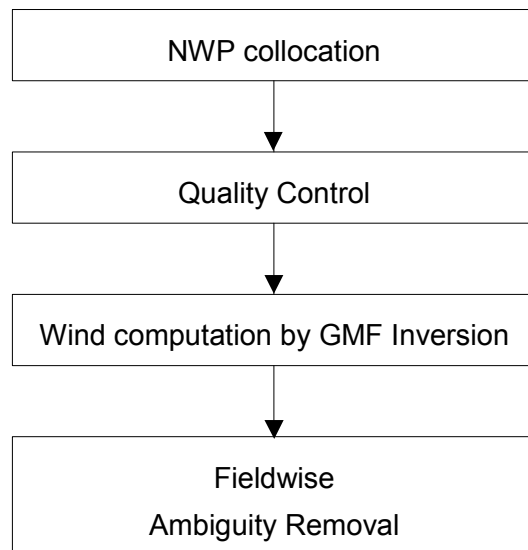 NWP collocation
Quality Control
Wind computation by GMF Inversion
Fieldwise
Ambiguity Removal